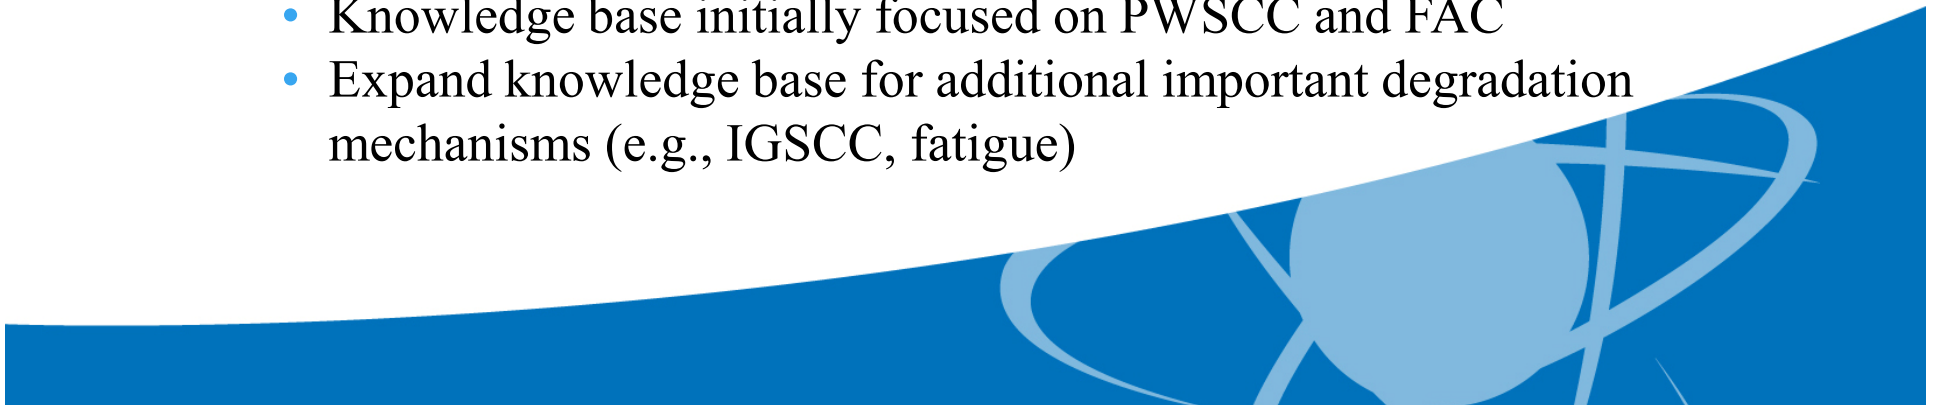 • Knowledge base initially focused on PWSCC and FAC
• Expand knowledge base for additional important degradation
mechanisms (e.g., IGSCC, fatigue)